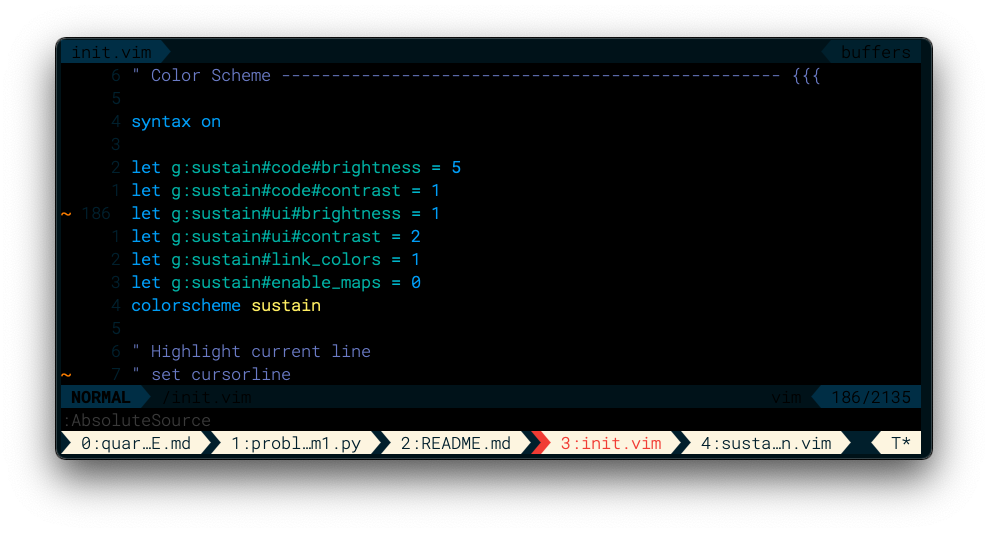 init.vim buffers
6 " Color Scheme -------------------------------------------------- {{{
5
4 syntax on
3
2 let g:sustain#code#brightness = 5
1 let g:sustain#code#contrast = 1
~ 186 let g:sustain#ui#brightness = 1
1 let g:sustain#ui#contrast = 2
2 let g:sustain#link_colors = 1
3 let g:sustain#enable_maps = 0
4 colorscheme sustain
5
6 " Highlight current line
~ 7 " set cursorline
NORMAL /init.vim vim 186/2135
:AbsoluteSource
0:quar…E.md 1:probl…m1.py 2:README.md 3:init.vim 4:susta…n.vim T*